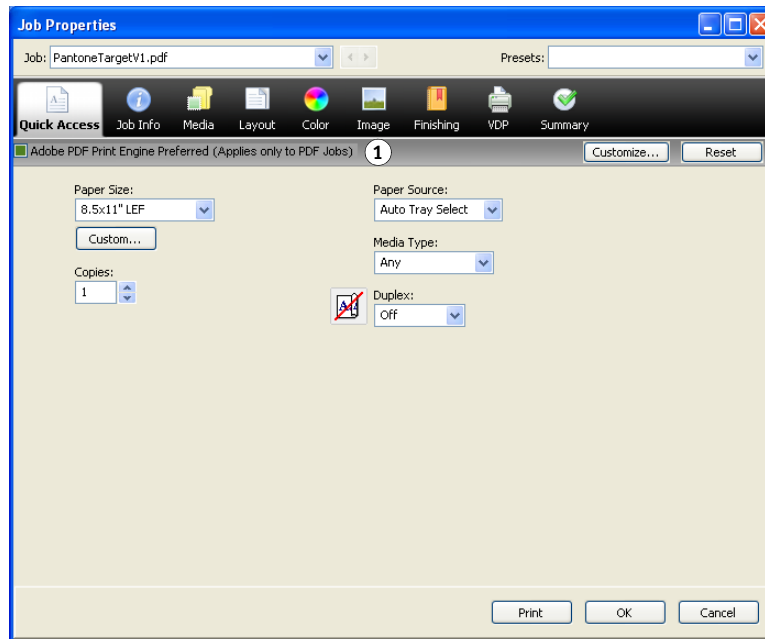 Job Properties
Job: PantoneTargetV1.pdf Presets:
Quick Access Job Info Media Layout Color Image Finishing VDP Summary
Adobe PDF Print Engine Preferred (Applies only to PDF Jobs) 1 Customize... Reset
Paper Size: Paper Source:
8.5x11" LEF Auto Tray Select
Custom... Media Type:
Any
Copies:
1 Duplex:
Off
Print OK Cancel